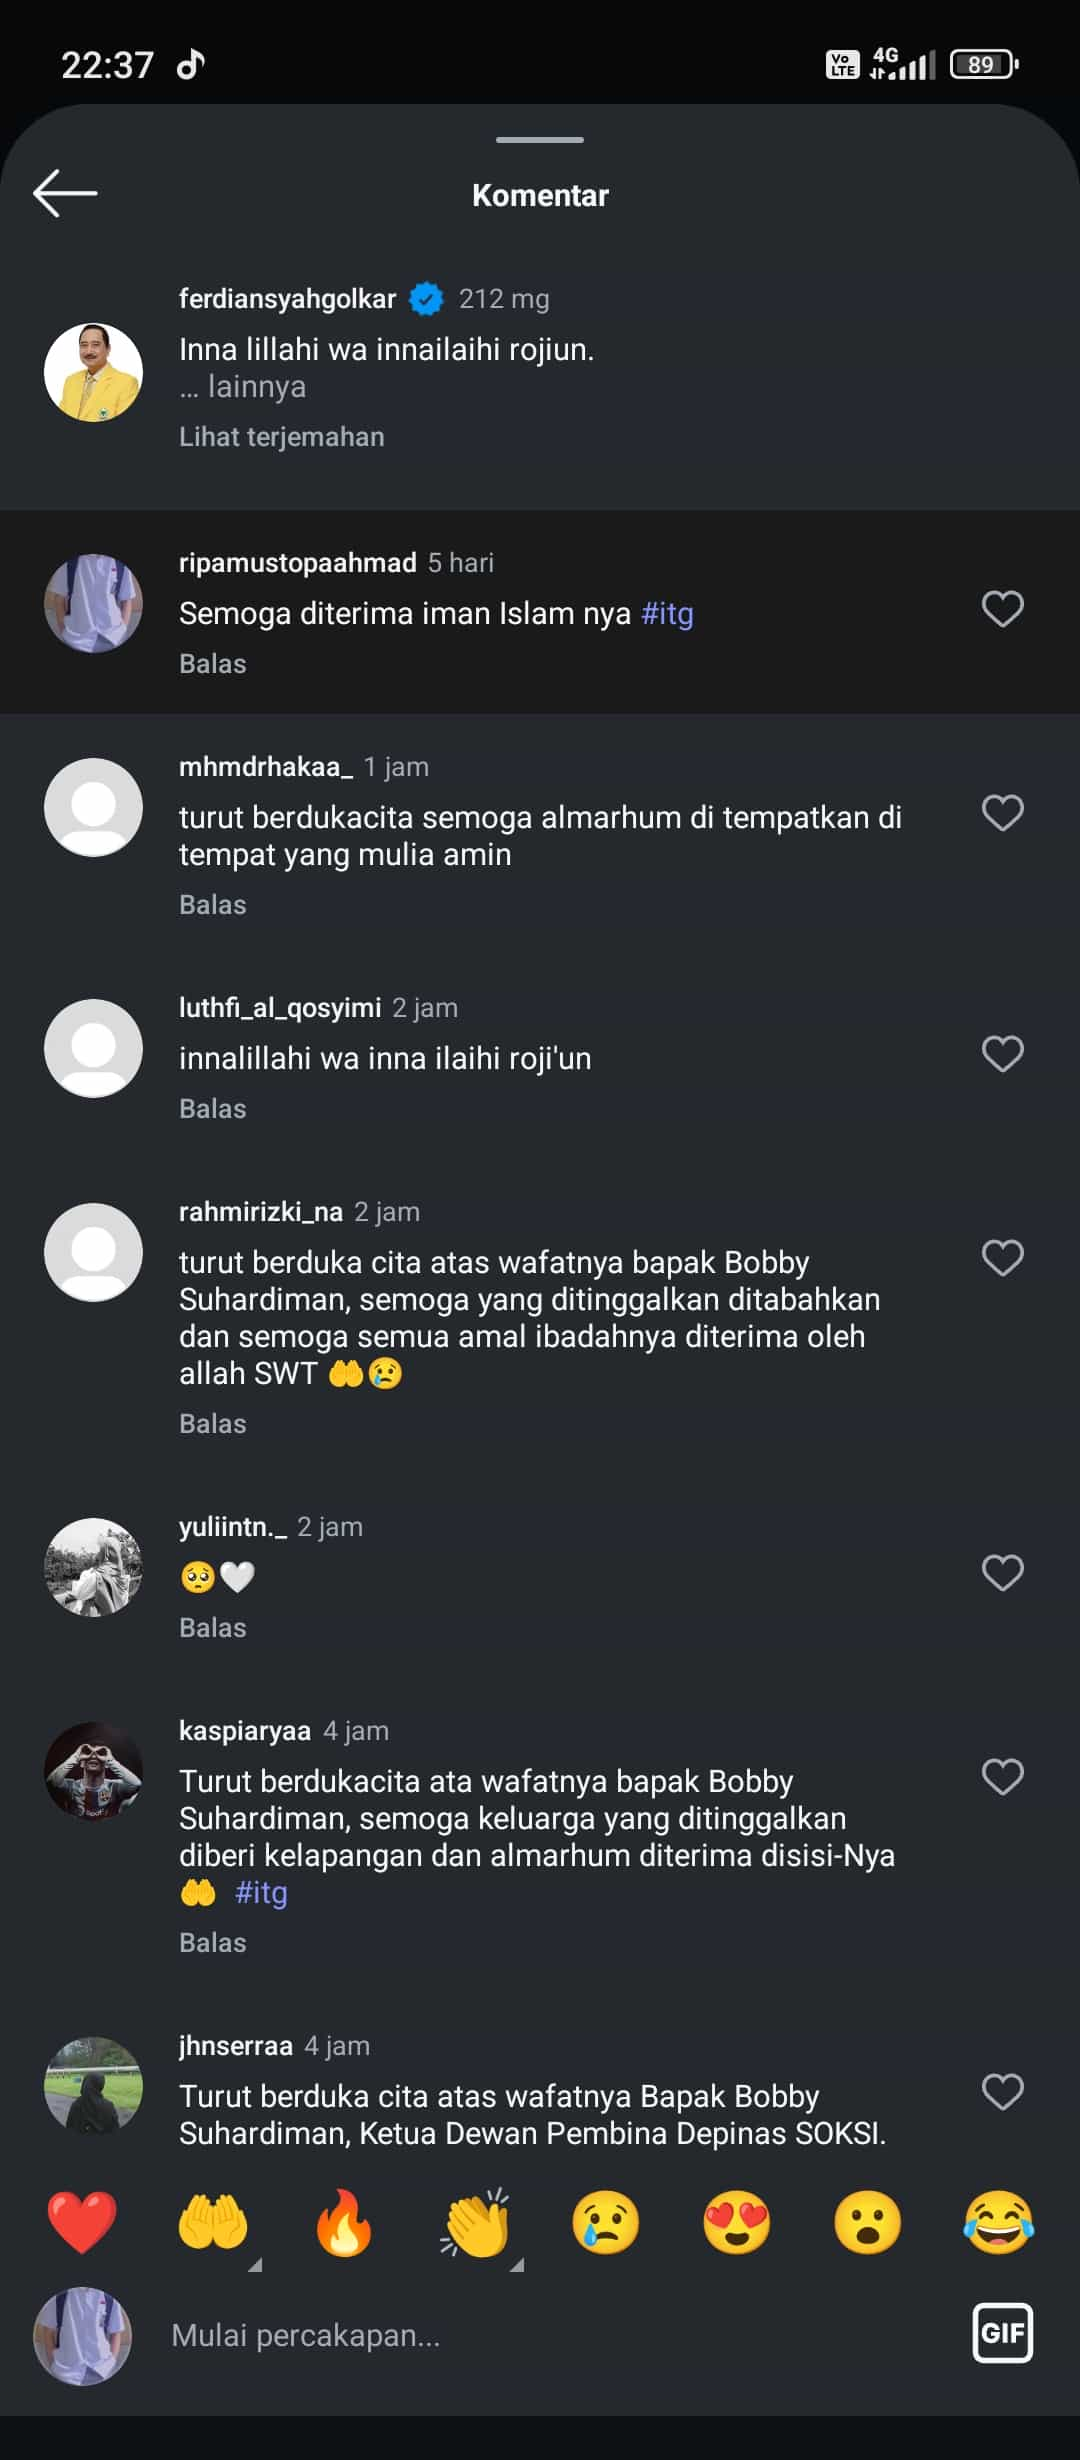 22:37
Vo LTE 4G 89
Komentar
ferdiansyahgolkar 212 mg
Inna lillahi wa innailaihi rojiun.
... lainnya
Lihat terjemahan
ripamustopaahmad 5 hari
Semoga diterima iman Islam nya #itg
Balas
mhmdrhakaa_ 1 jam
turut berdukacita semoga almarhum di tempatkan di
tempat yang mulia amin
Balas
luthfi_al_qosyimi 2 jam
innalillahi wa inna ilaihi roji'un
Balas
rahmirizki_na 2 jam
turut berduka cita atas wafatnya bapak Bobby
Suhardiman, semoga yang ditinggalkan ditabahkan
dan semoga semua amal ibadahnya diterima oleh
allah SWT 🤲😢
Balas
yuliintn._ 2 jam
🥺🤍
Balas
kaspiaryaa 4 jam
Turut berdukacita ata wafatnya bapak Bobby
Suhardiman, semoga keluarga yang ditinggalkan
diberi kelapangan dan almarhum diterima disisi-Nya
🤲 #itg
Balas
jhnserraa 4 jam
Turut berduka cita atas wafatnya Bapak Bobby
Suhardiman, Ketua Dewan Pembina Depinas SOKSI.
❤️ 🤲 🔥 👏 😢 😍 😮 😂
Mulai percakapan...
GIF